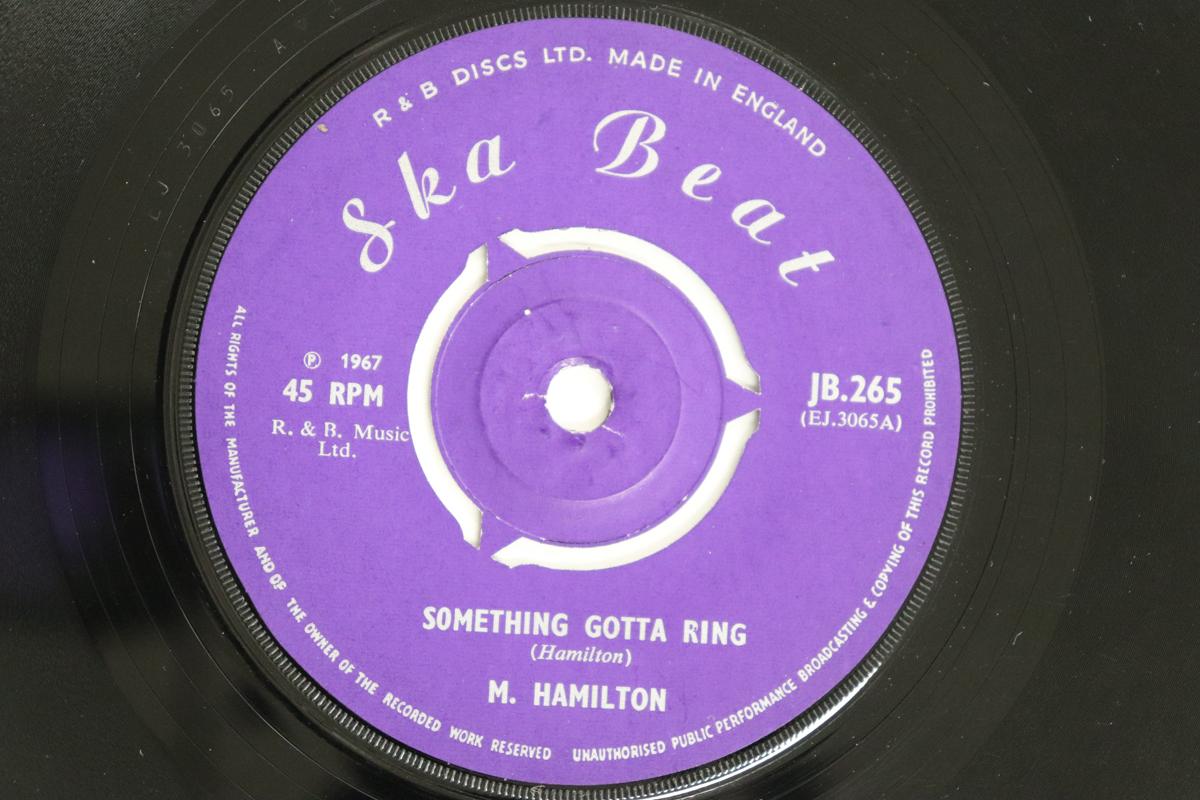 R & B DISCS LTD. MADE IN ENGLAND
Ska Beat
Ⓟ 1967
45 RPM
R. & B. Music
Ltd.
JB.265
(EJ.3065A)
SOMETHING GOTTA RING
(Hamilton)
M. HAMILTON
ALL RIGHTS OF THE MANUFACTURER AND OF THE OWNER OF THE RECORDED WORK RESERVED UNAUTHORISED PUBLIC PERFORMANCE BROADCASTING & COPYING OF THIS RECORD PROHIBITED
J 3065 A